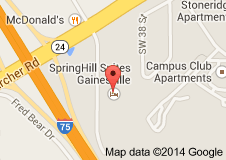 Stoneridge
Apartments
McDonald's
SW 38 St
24
SpringHill Suites
Gainesville
Campus Club
Apartments
archer Rd
Fred Bear Dr
75
Map data ©2014 Google